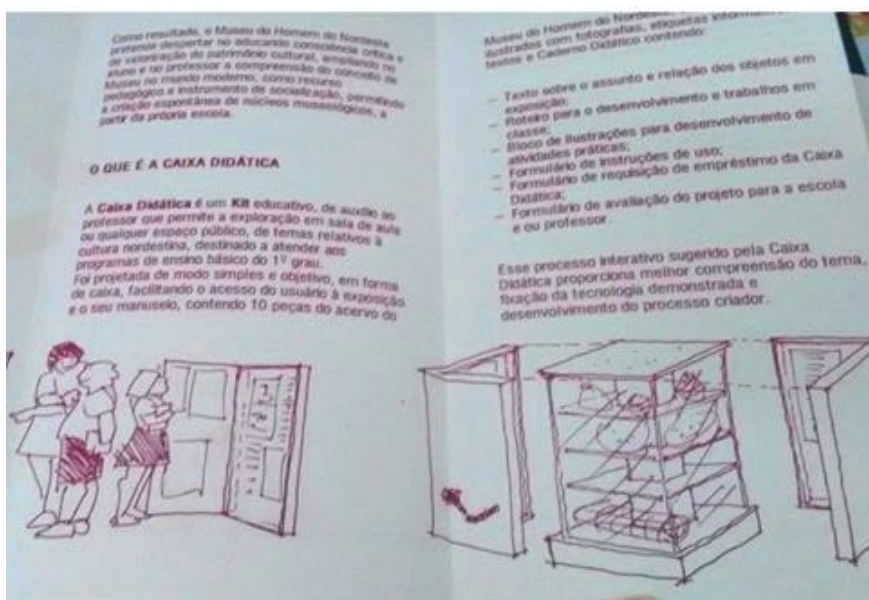 Como resultado, o Museu do Homem do Nordeste
pretende despertar no educando consciência crítica e
de valorização do patrimônio cultural, ampliando no
aluno e no professor a compreensão do conceito de
Museu no mundo moderno, como recurso
pedagógico e instrumento de socialização, permitindo
a criação espontânea de núcleos museológicos, a
partir da própria escola.
O QUE É A CAIXA DIDÁTICA
A Caixa Didática é um Kit educativo, de auxílio ao
professor que permite a exploração em sala de aula
ou qualquer espaço público, de temas relativos à
cultura nordestina, destinado a atender aos
programas de ensino básico do 1º grau.
Foi projetada de modo simples e objetivo, em forma
de caixa, facilitando o acesso do usuário à exposição
e o seu manuseio, contendo 10 peças do acervo do
Museu do Homem do Nordeste,
ilustrados com fotografias, etiquetas
textos e Caderno Didático contendo:
— Texto sobre o assunto e relação dos objetos em
exposição;
— Roteiro para o desenvolvimento e trabalhos em
classe;
— Bloco de ilustrações para desenvolvimento de
atividades práticas;
— Formulário de instruções de uso;
— Formulário de requisição de empréstimo da Caixa
Didática;
— Formulário de avaliação do projeto para a escola
e ou professor.
Esse processo interativo sugerido pela Caixa
Didática proporciona melhor compreensão do tema,
fixação da tecnologia demonstrada e
desenvolvimento do processo criador.